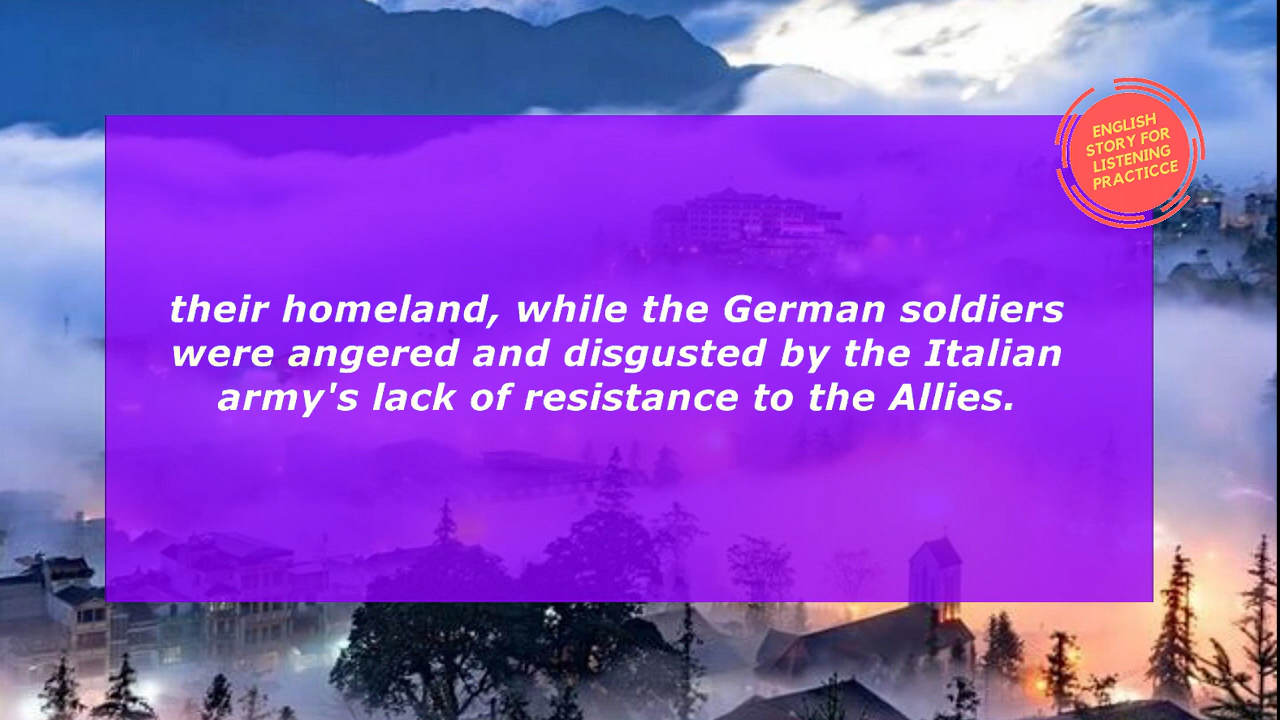 ENGLISH
STORY FOR
LISTENING
PRACTICCE
their homeland, while the German soldiers
were angered and disgusted by the Italian
army's lack of resistance to the Allies.